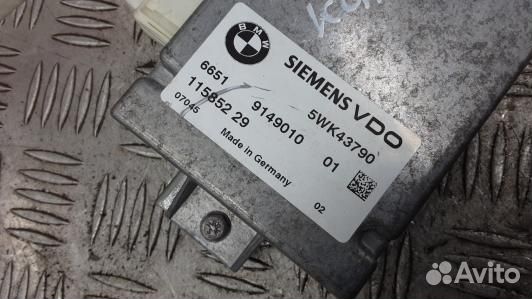 BMW
SIEMENS VDO
5WK43790
6651 9149010 01
115852 29
07045 Made in Germany 02
Avito